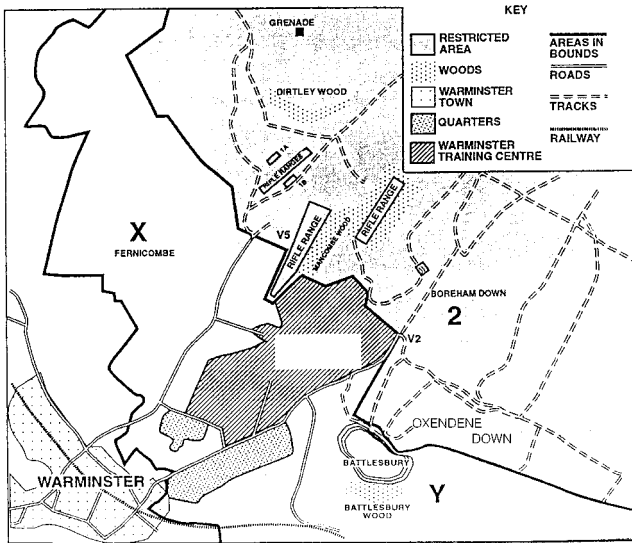 GRENADE
DIRTLEY WOOD
1A
RIFLE RANGES
1B
V5
RIFLE RANGE
MANCOMBE WOOD
RIFLE RANGE
X
FERNICOMBE
BOREHAM DOWN
2
V2
OXENDENE
DOWN
BATTLESBURY
BATTLESBURY
WOOD
Y
WARMINSTER
KEY
RESTRICTED
AREA
WOODS
WARMINSTER
TOWN
QUARTERS
WARMINSTER
TRAINING CENTRE
AREAS IN
BOUNDS
ROADS
TRACKS
RAILWAY